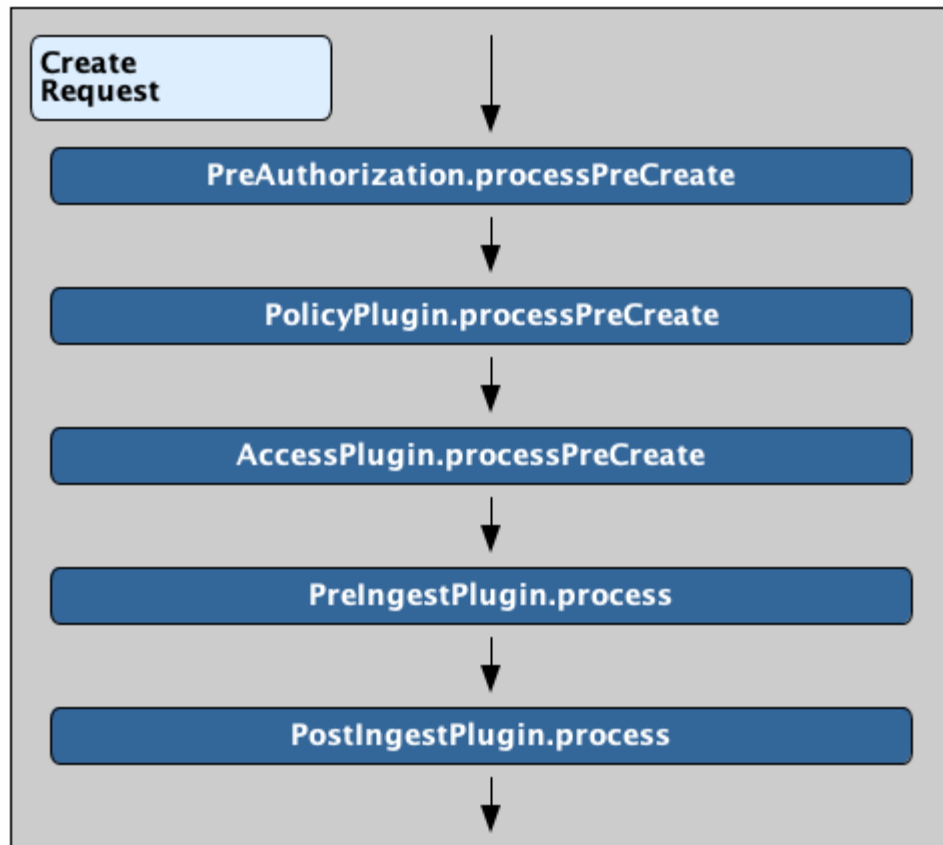 Create
Request
PreAuthorization.processPreCreate
PolicyPlugin.processPreCreate
AccessPlugin.processPreCreate
PreIngestPlugin.process
PostIngestPlugin.process